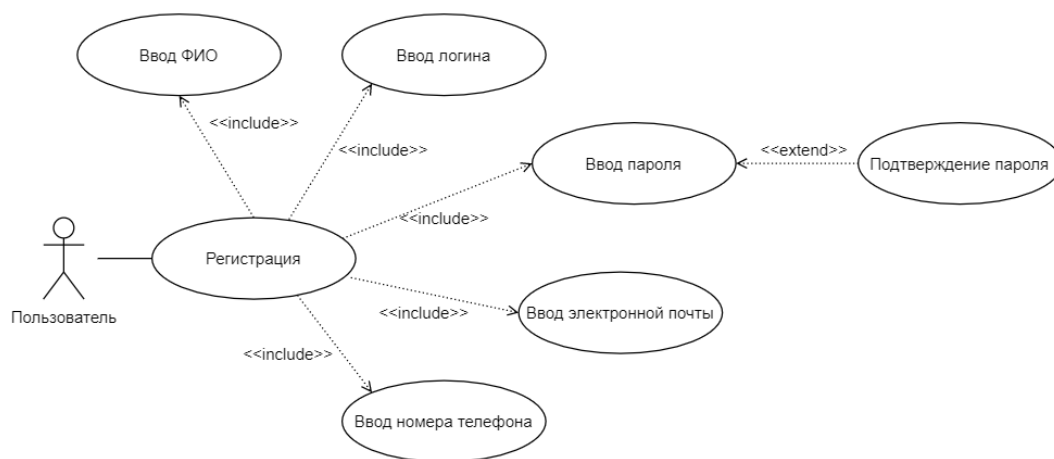 Ввод ФИО
Ввод логина
<<include>>
<<include>>
<<extend>>
Ввод пароля
Подтверждение пароля
<<include>>
Регистрация
Пользователь
<<include>>
Ввод электронной почты
<<include>>
Ввод номера телефона